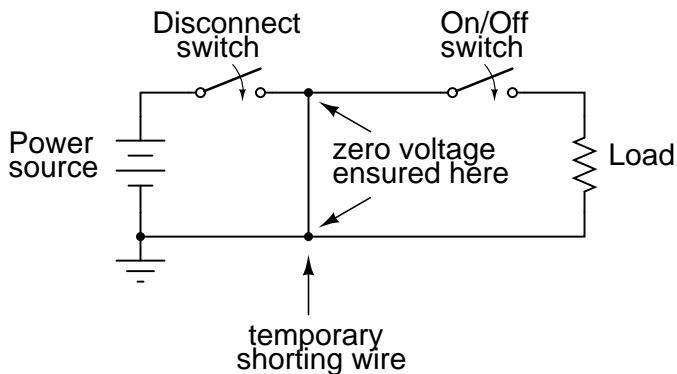 Disconnect
switch
On/Off
switch
Power
source
zero voltage
ensured here
Load
temporary
shorting wire